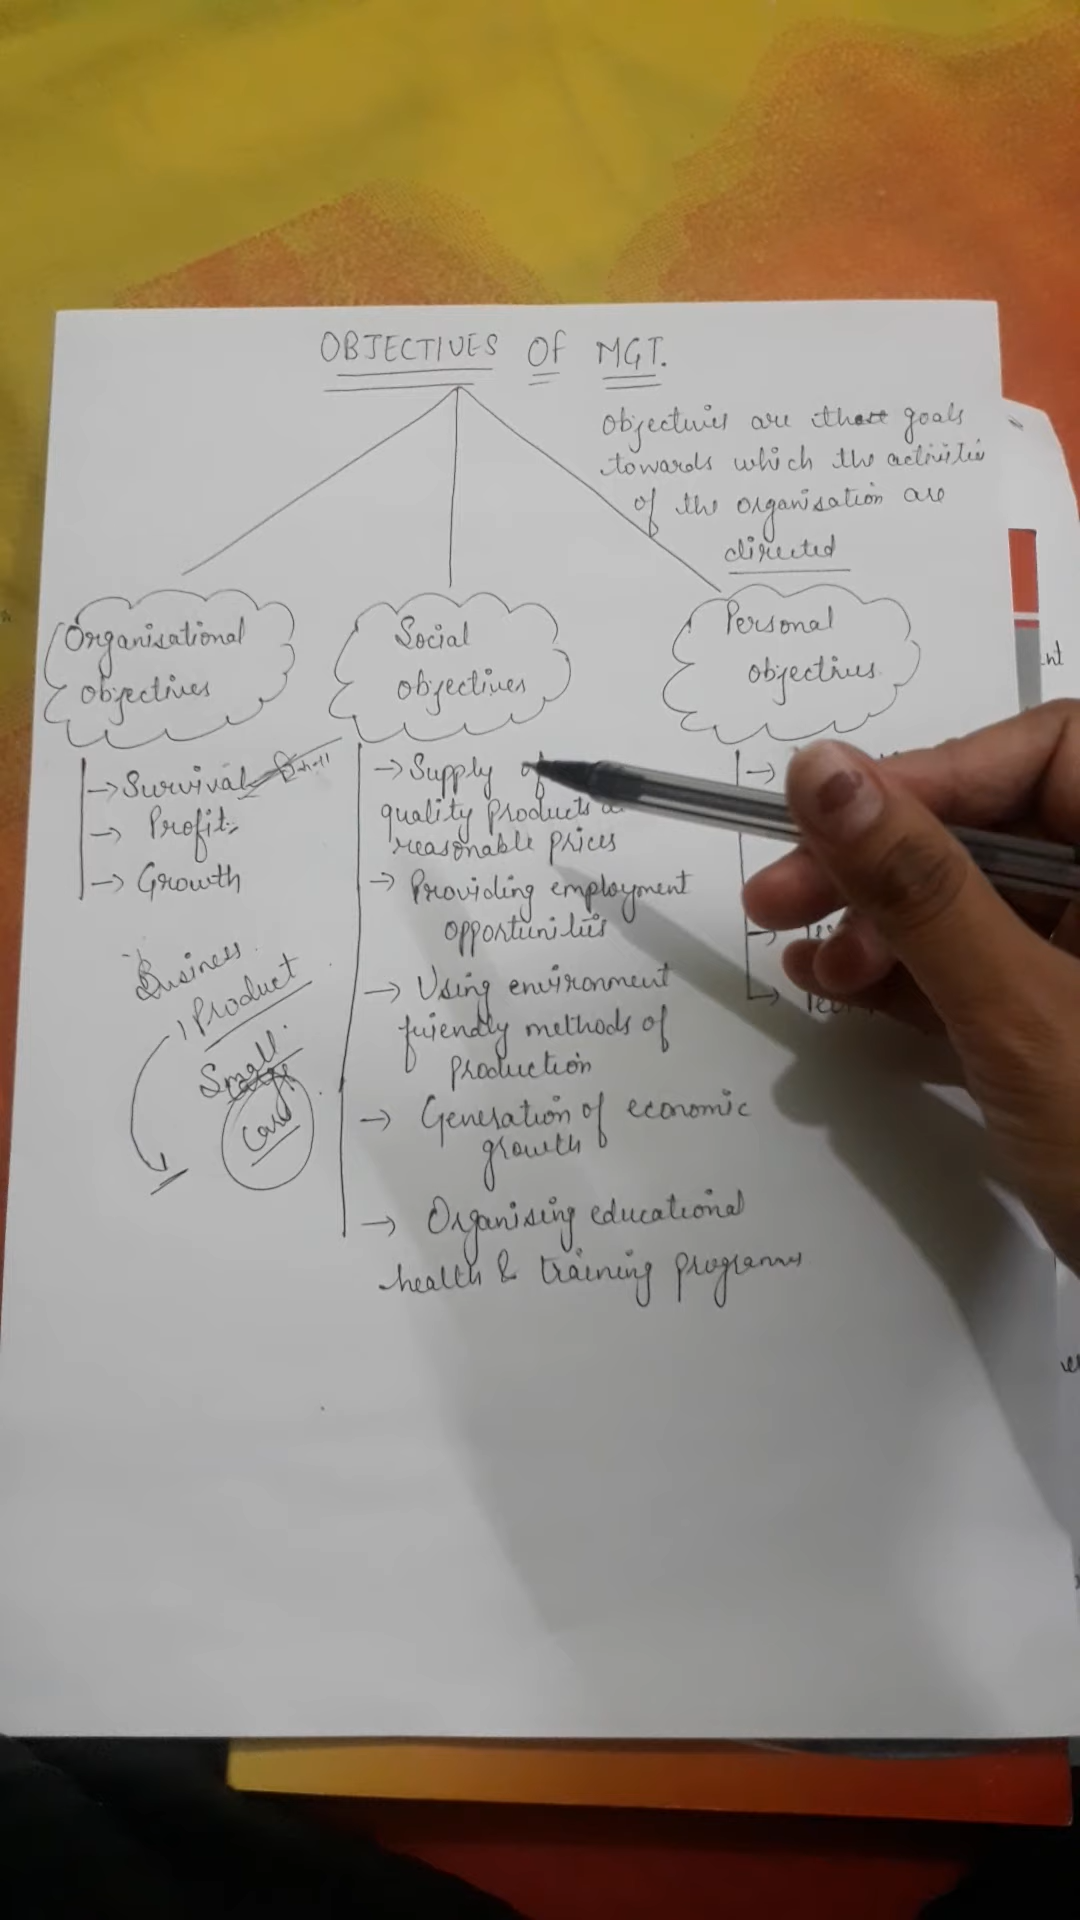 OBJECTIVES OF MGT.
Objectives are those goals
towards which the activities
of the organisation are
directed
Organisational
objectives
Social
objectives
Personal
objectives.
→ Survival
→ Profit
→ Growth
→ Supply of
quality products
reasonable prices
→ Providing employment
opportunities
→ Using environment
friendly methods of
production
→ Generation of economic
growth
→ Organising educational
health & training programs
Business
1 Product
Small